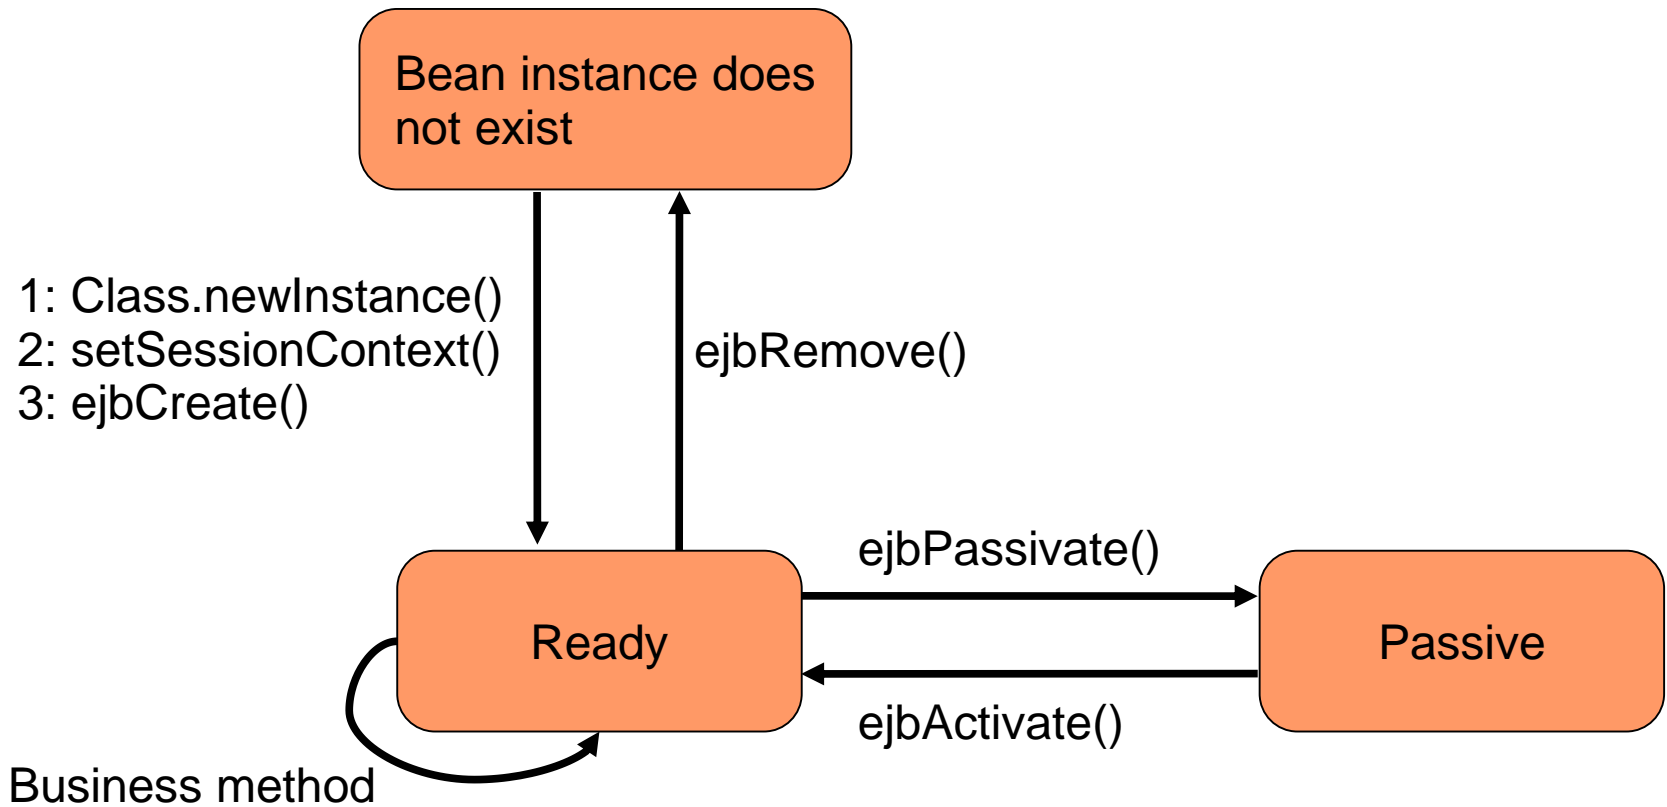 Bean instance does
not exist
1: Class.newInstance()
2: setSessionContext()
3: ejbCreate()
ejbRemove()
ejbPassivate()
Ready
Passive
ejbActivate()
Business method